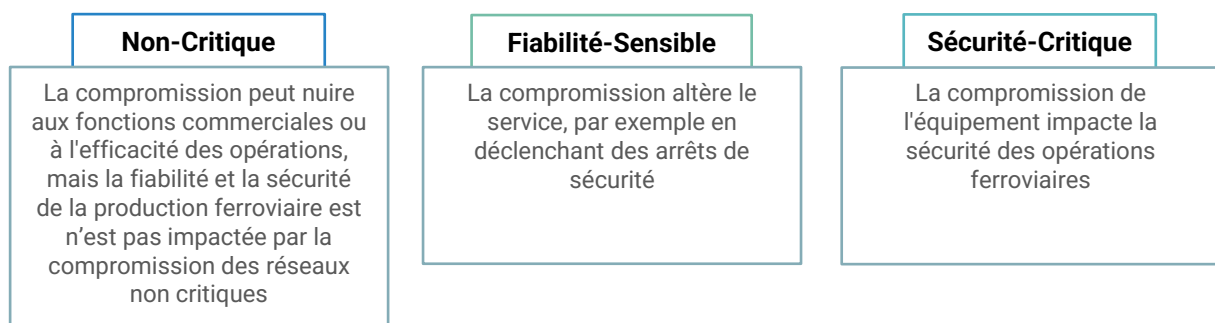 Non-Critique
La compromission peut nuire
aux fonctions commerciales ou
à l'efficacité des opérations,
mais la fiabilité et la sécurité
de la production ferroviaire est
n’est pas impactée par la
compromission des réseaux
non critiques
Fiabilité-Sensible
La compromission altère le
service, par exemple en
déclenchant des arrêts de
sécurité
Sécurité-Critique
La compromission de
l'équipement impacte la
sécurité des opérations
ferroviaires